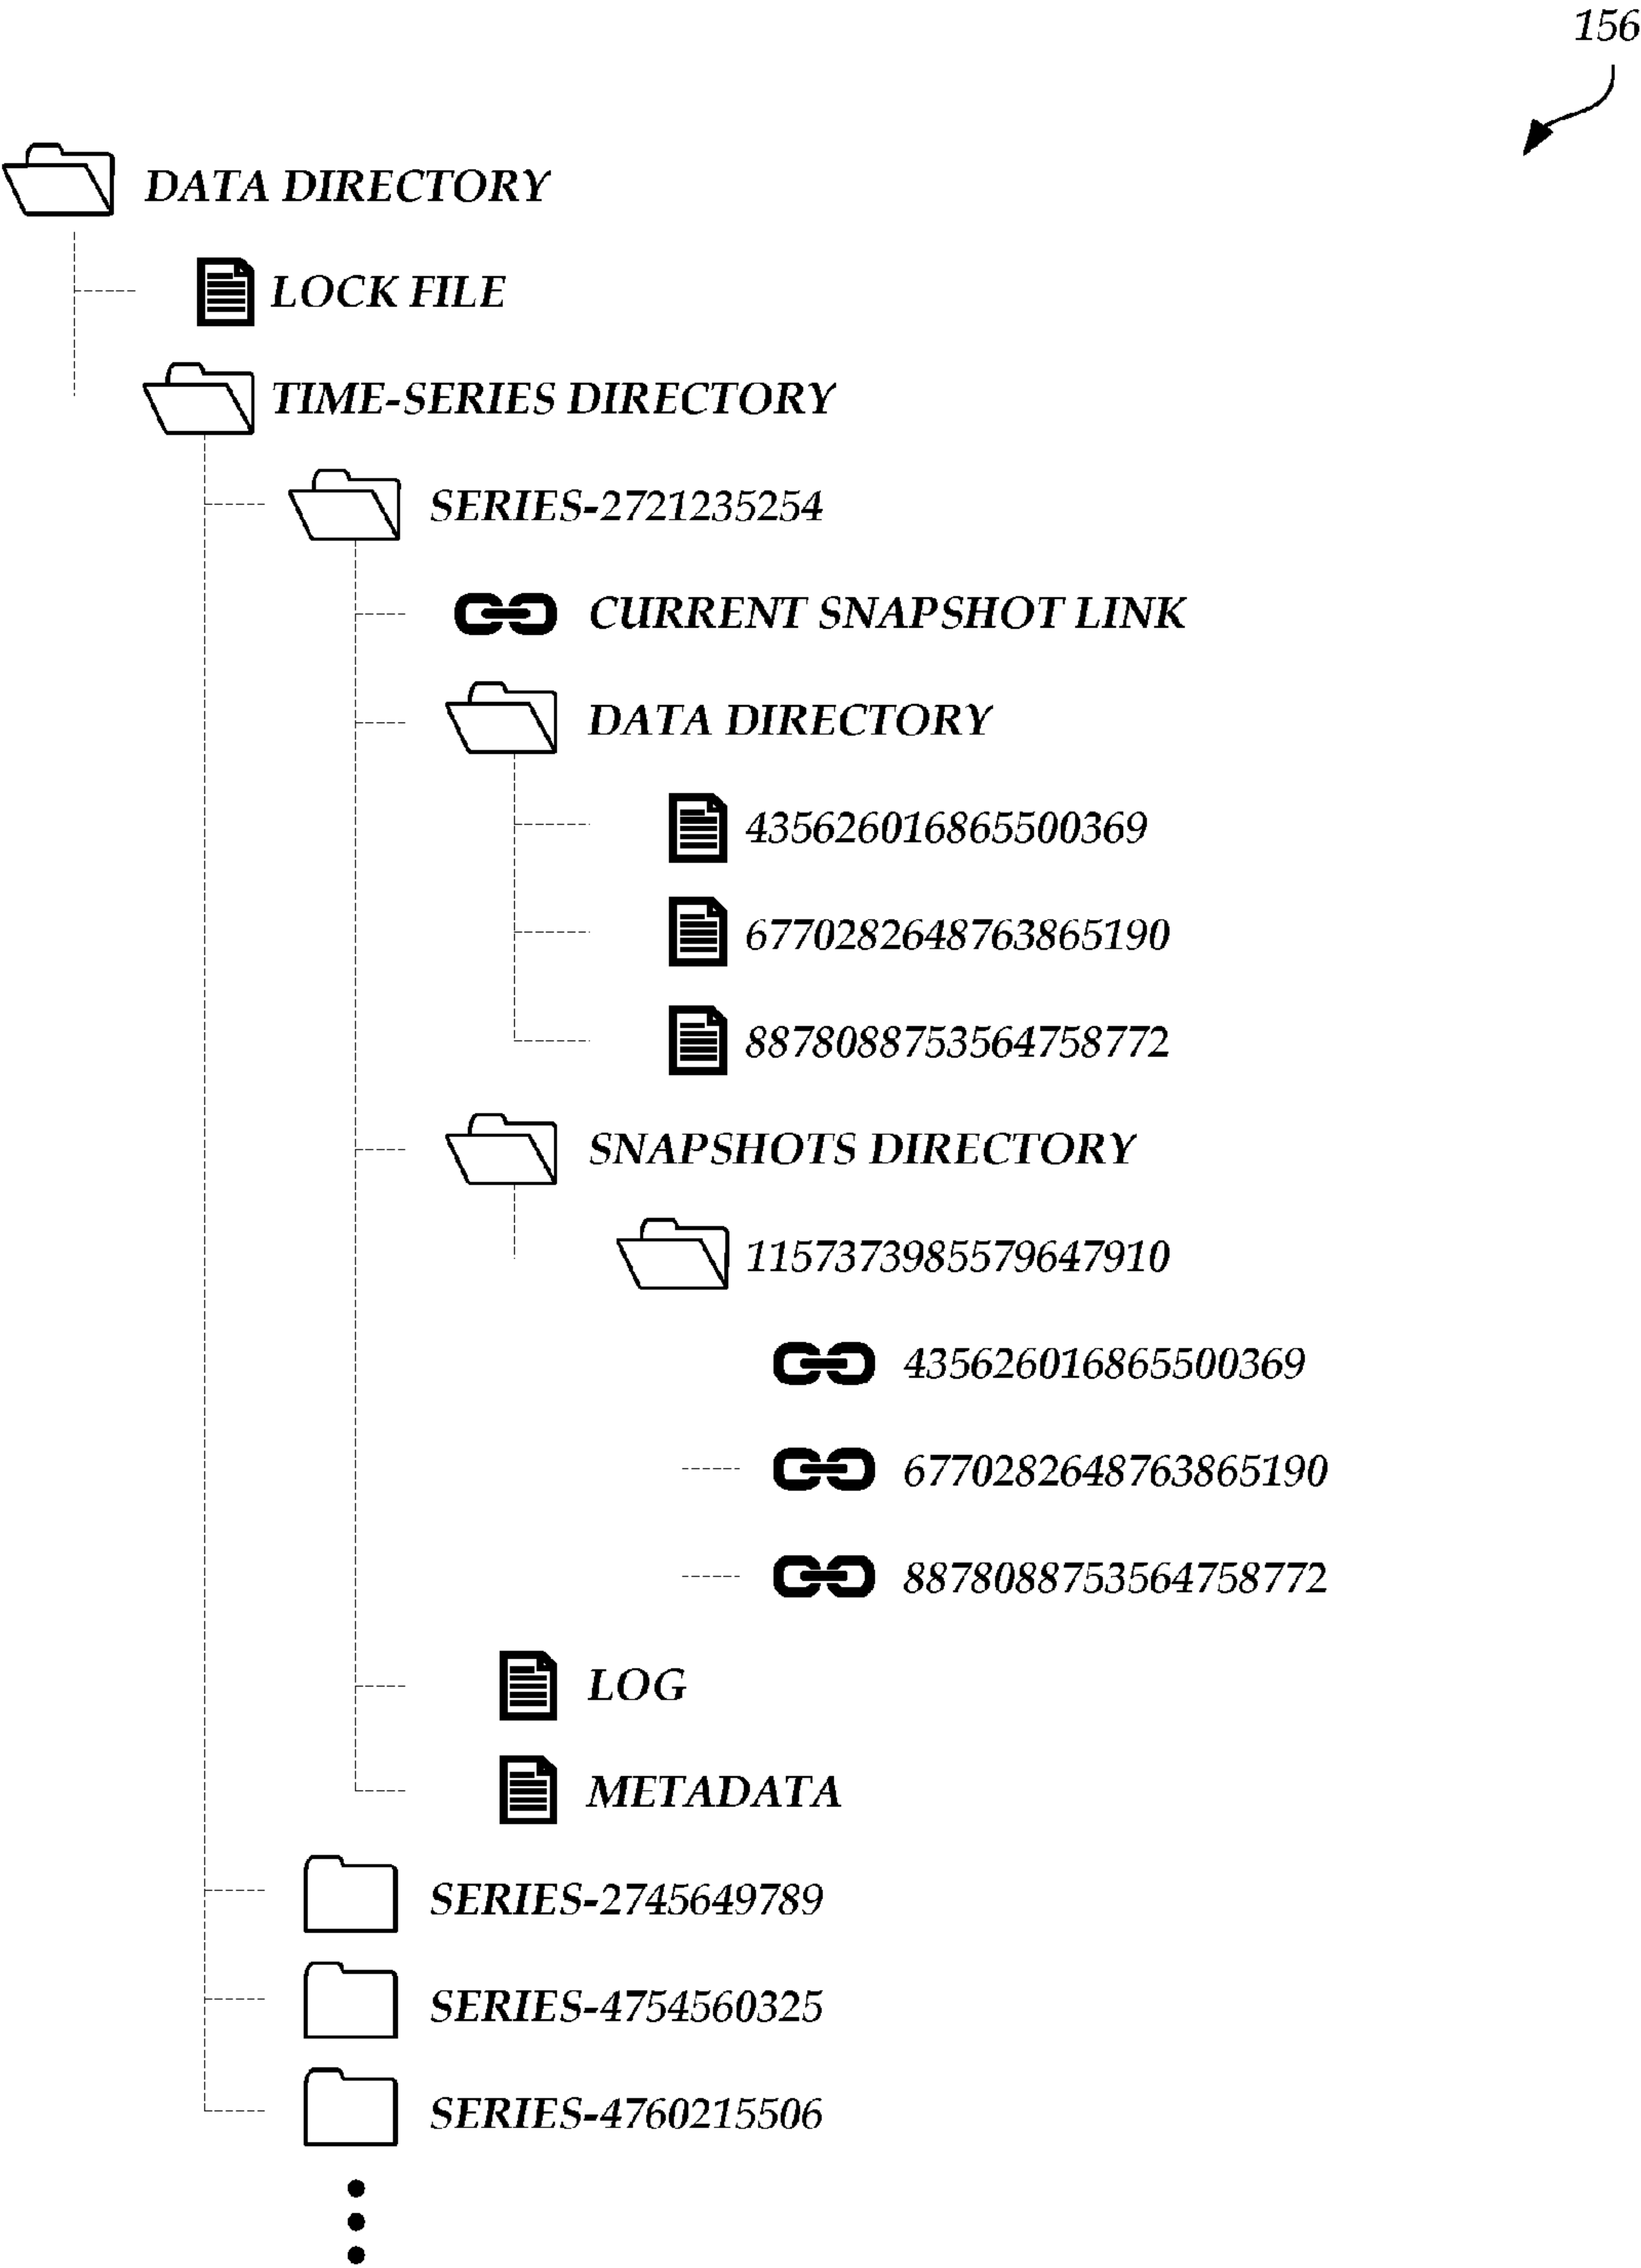 156
DATA DIRECTORY
LOCK FILE
TIME-SERIES DIRECTORY
SERIES-2721235254
CURRENT SNAPSHOT LINK
DATA DIRECTORY
435626016865500369
6770282648763865190
8878088753564758772
SNAPSHOTS DIRECTORY
1157373985579647910
435626016865500369
6770282648763865190
8878088753564758772
LOG
METADATA
SERIES-2745649789
SERIES-4754560325
SERIES-4760215506